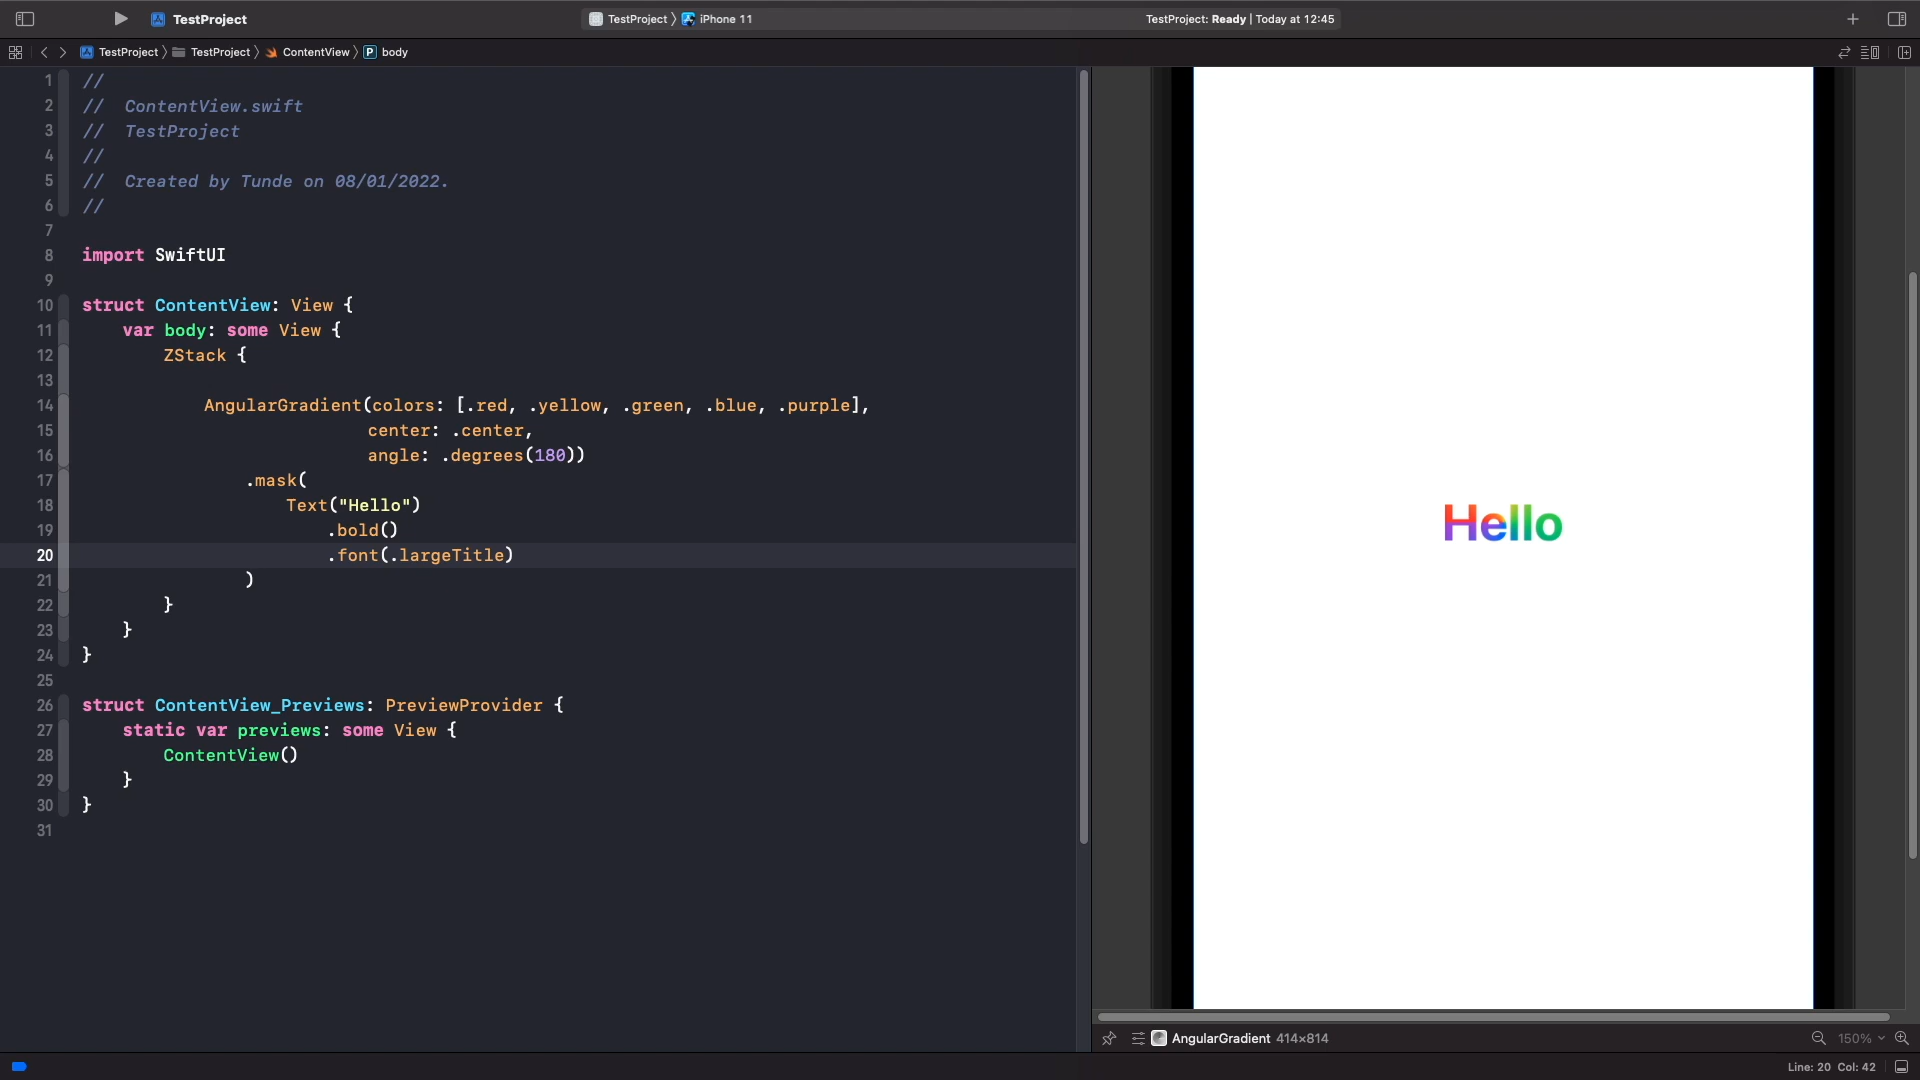 TestProject
TestProject 〉 iPhone 11
TestProject: Ready | Today at 12:45
TestProject 〉 TestProject 〉 ContentView 〉 P body
1 //
2 //  ContentView.swift
3 //  TestProject
4 //
5 //  Created by Tunde on 08/01/2022.
6 //
7
8 import SwiftUI
9
10 struct ContentView: View {
11     var body: some View {
12         ZStack {
13
14             AngularGradient(colors: [.red, .yellow, .green, .blue, .purple],
15                             center: .center,
16                             angle: .degrees(180))
17                 .mask(
18                     Text("Hello")
19                         .bold()
20                         .font(.largeTitle)
21                 )
22         }
23     }
24 }
25
26 struct ContentView_Previews: PreviewProvider {
27     static var previews: some View {
28         ContentView()
29     }
30 }
31
Hello
AngularGradient 414×814
150%
Line: 20 Col: 42